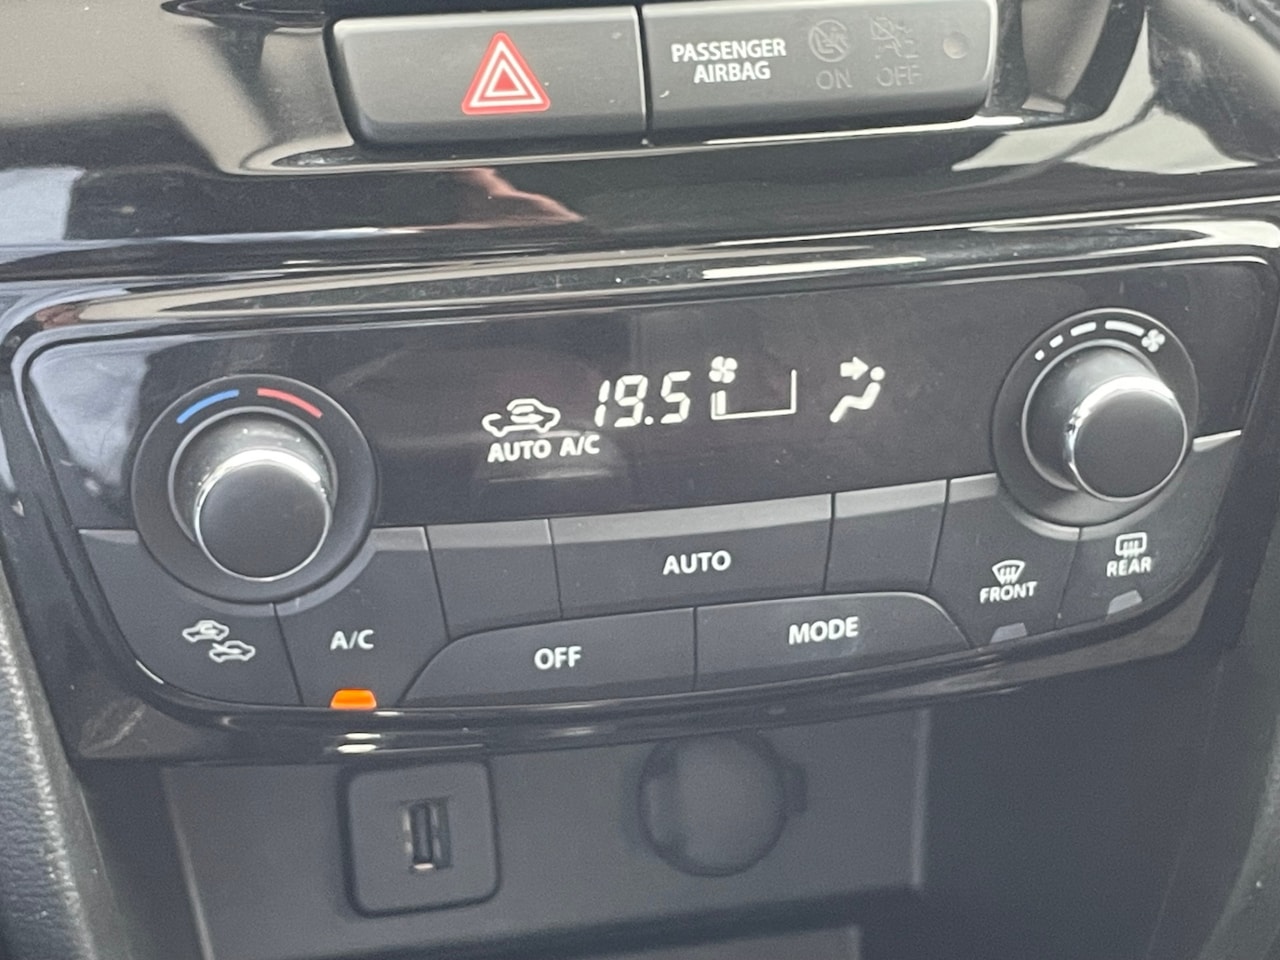 PASSENGER
AIRBAG
ON OFF
19.5
AUTO A/C
AUTO
A/C
OFF
MODE
FRONT
REAR